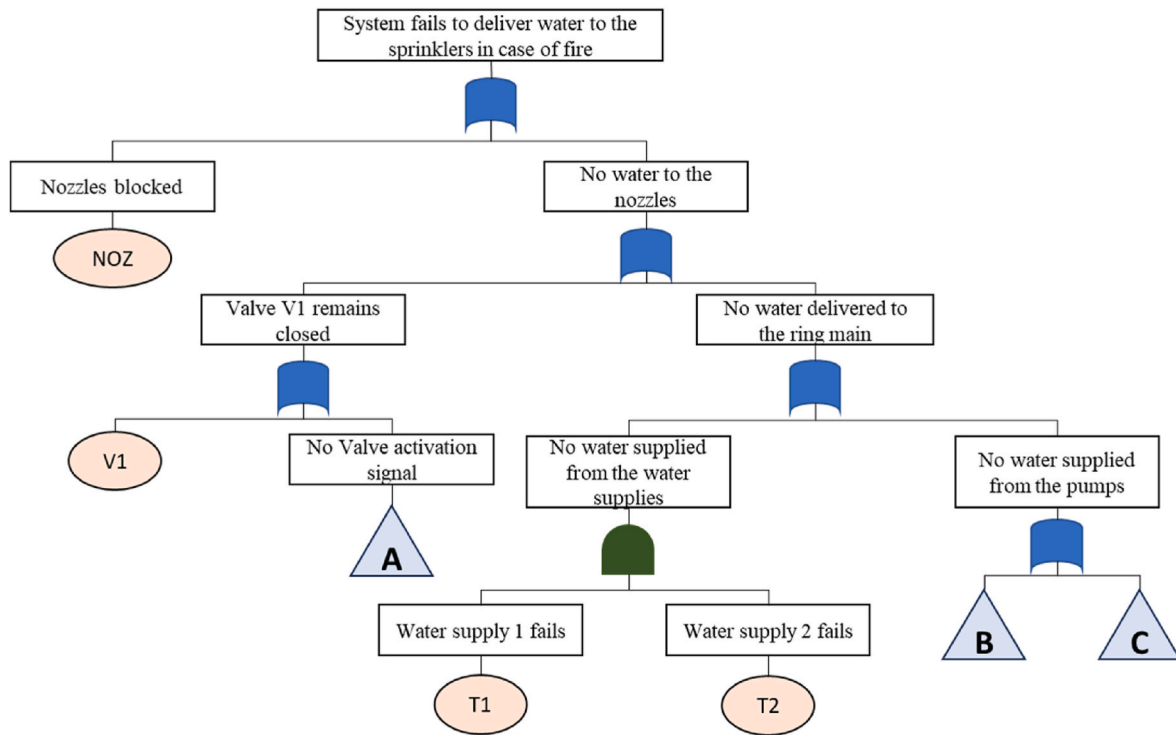 System fails to deliver water to the
sprinklers in case of fire
Nozzles blocked
No water to the
nozzles
NOZ
Valve V1 remains
closed
No water delivered to
the ring main
V1
No Valve activation
signal
No water supplied
from the water
supplies
No water supplied
from the pumps
A
B
C
Water supply 1 fails
Water supply 2 fails
T1
T2